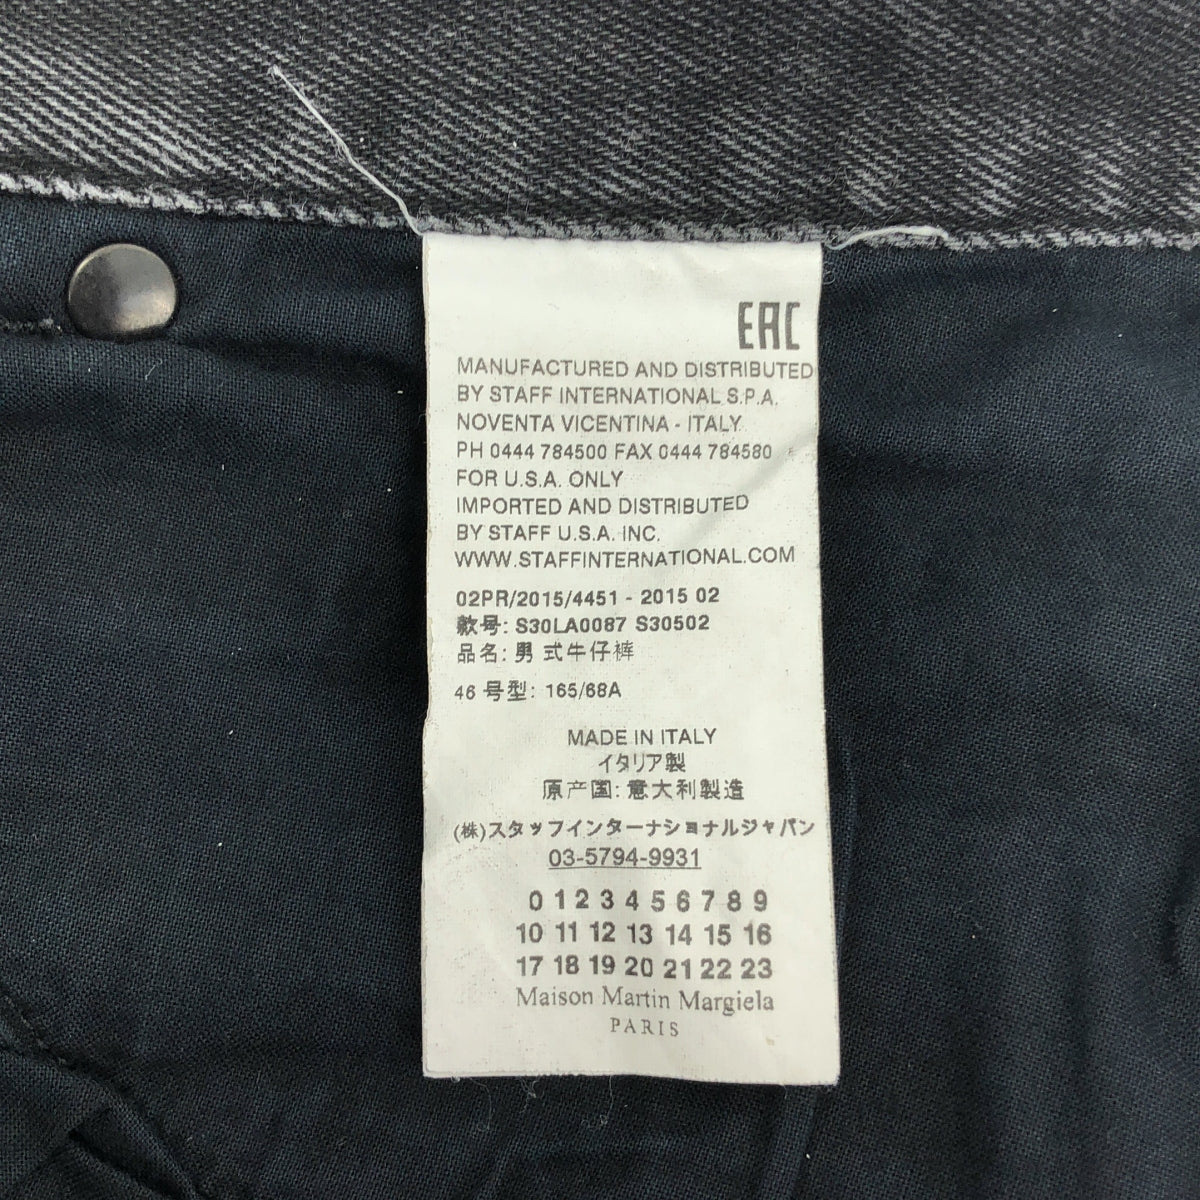 EAC
MANUFACTURED AND DISTRIBUTED
BY STAFF INTERNATIONAL S.P.A.
NOVENTA VICENTINA - ITALY
PH 0444 784500 FAX 0444 784580
FOR U.S.A. ONLY
IMPORTED AND DISTRIBUTED
BY STAFF U.S.A. INC.
WWW.STAFFINTERNATIONAL.COM
02PR/2015/4451 - 2015 02
款号: S30LA0087 S30502
品名: 男 式牛仔裤
46 号型: 165/68A
MADE IN ITALY
イタリア製
原产国: 意大利製造
(株)スタッフインターナショナルジャパン
03-5794-9931
0 1 2 3 4 5 6 7 8 9
10 11 12 13 14 15 16
17 18 19 20 21 22 23
Maison Martin Margiela
PARIS